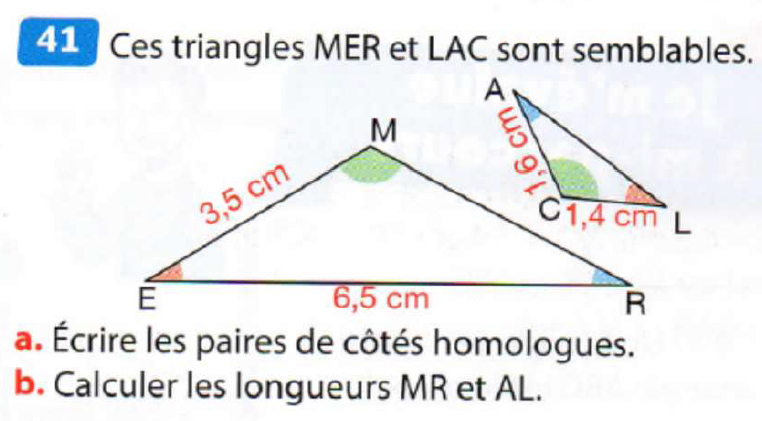 41 Ces triangles MER et LAC sont semblables.
A
M
1,6 cm
3,5 cm
C 1,4 cm L
E 6,5 cm R
a. Écrire les paires de côtés homologues.
b. Calculer les longueurs MR et AL.